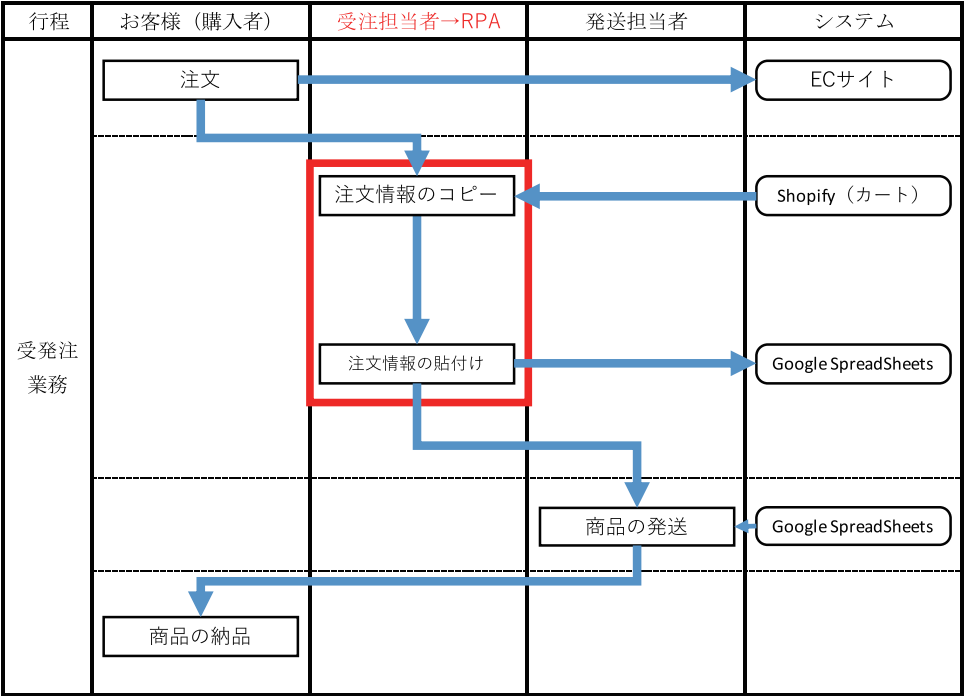 行程
お客様（購入者）
受注担当者→RPA
発送担当者
システム
注文
ECサイト
注文情報のコピー
Shopify（カート）
受発注
業務
注文情報の貼付け
Google SpreadSheets
商品の発送
Google SpreadSheets
商品の納品